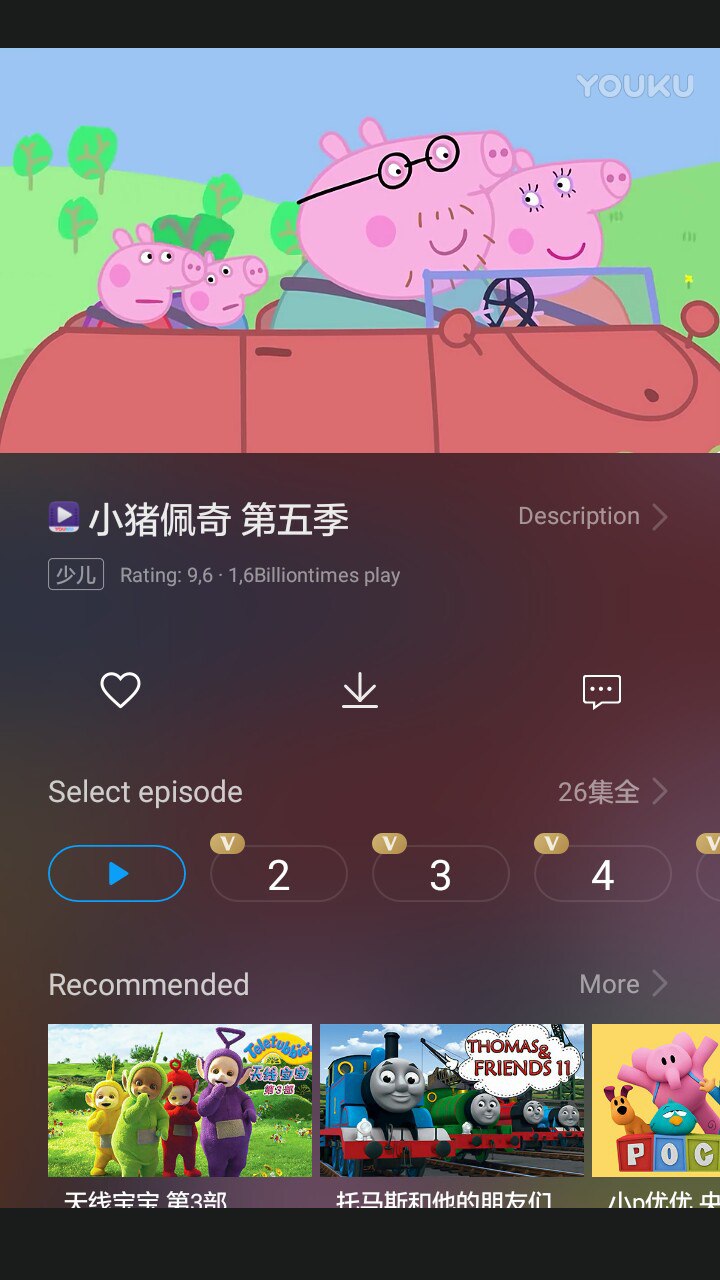 YOUKU
小猪佩奇 第五季
Description
少儿
Rating: 9,6 · 1,6Billiontimes play
Select episode
26集全
V
V
V
V
2
3
4
Recommended
More
Teletubbies
天线宝宝
第3部
THOMAS&
FRIENDS 11
POC
天线宝宝 第3部
托马斯和他的朋友们
小p优优 央